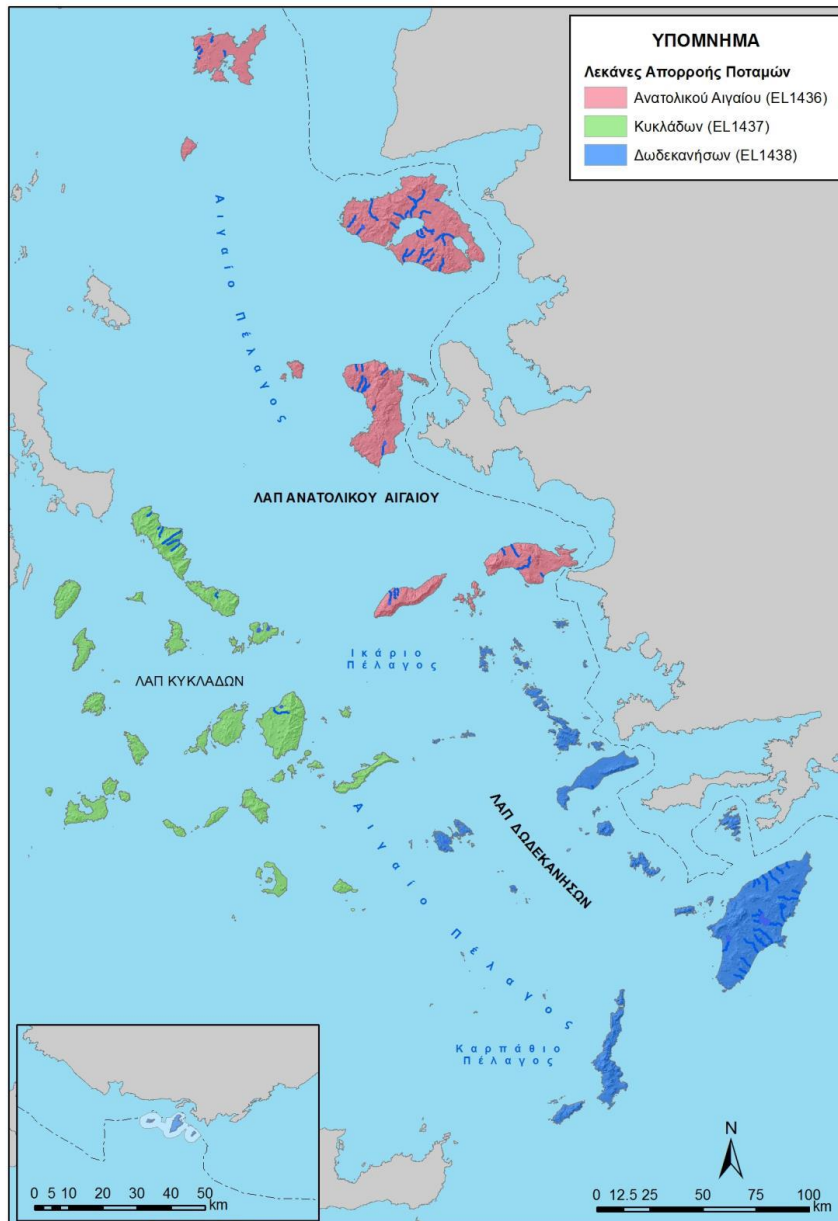 ΥΠΟΜΝΗΜΑ
Λεκάνες Απορροής Ποταμών
Ανατολικού Αιγαίου (EL1436)
Κυκλάδων (EL1437)
Δωδεκανήσων (EL1438)
Αιγαίο Πέλαγος
ΛΑΠ ΑΝΑΤΟΛΙΚΟΥ ΑΙΓΑΙΟΥ
Ικάριο
Πέλαγος
ΛΑΠ ΚΥΚΛΑΔΩΝ
ΛΑΠ ΔΩΔΕΚΑΝΗΣΩΝ
Αιγαίο Πέλαγος
Καρπάθιο
Πέλαγος
N
0 5 10 20 30 40 50
km
0 12.5 25 50 75 100
km